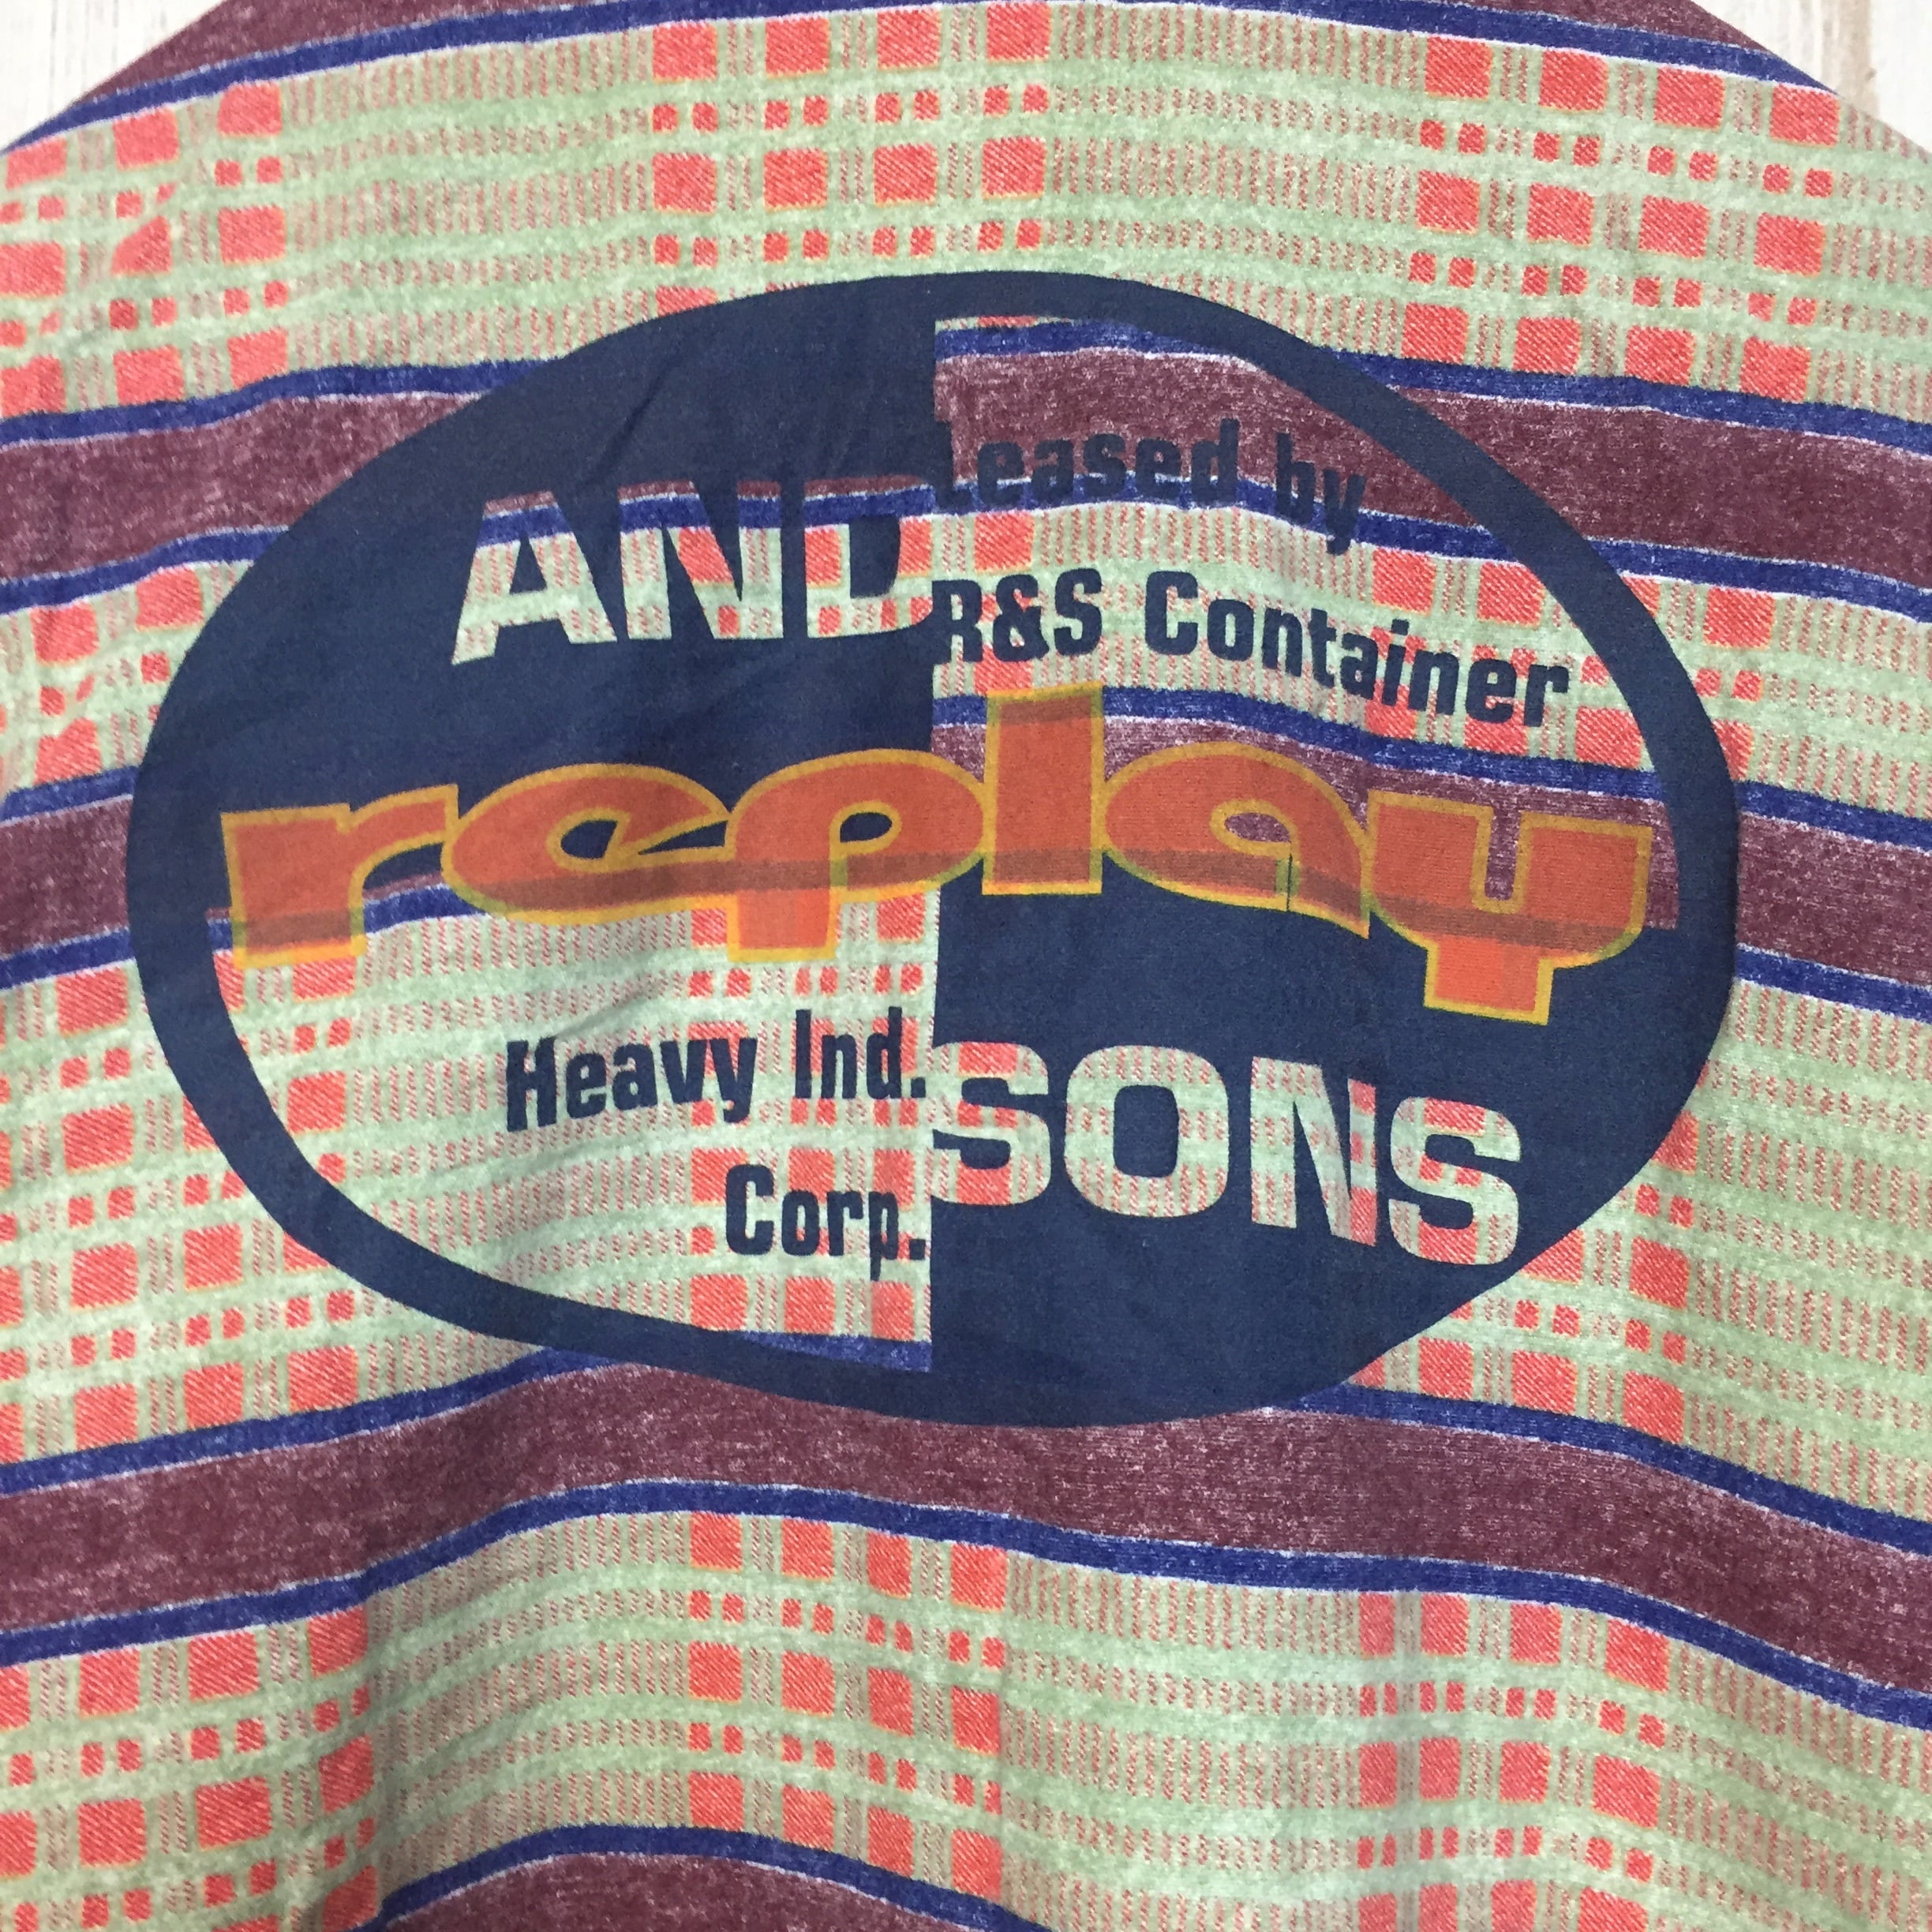 AND
Leased by
R&S Container
replay
Heavy Ind.
Corp.
SONS